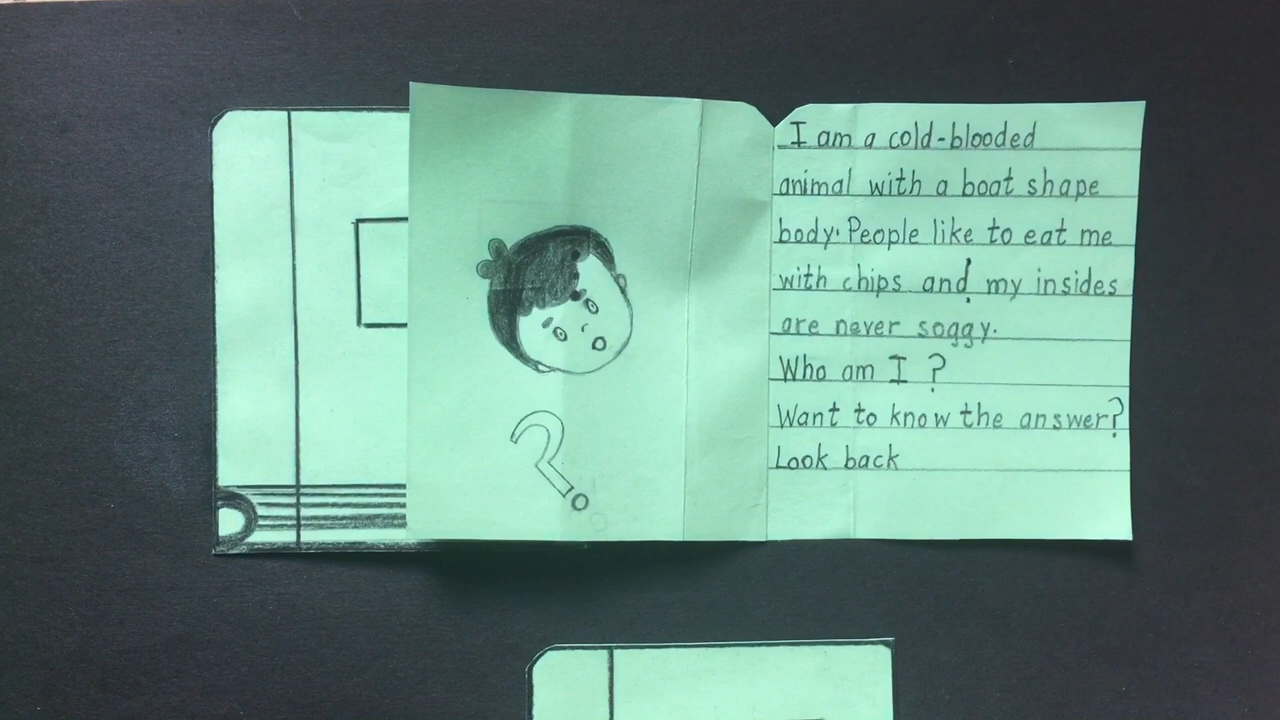 I am a cold-blooded
animal with a boat shape
body. People like to eat me
with chips and my insides
are never soggy.
Who am I ?
Want to know the answer?
Look back
?